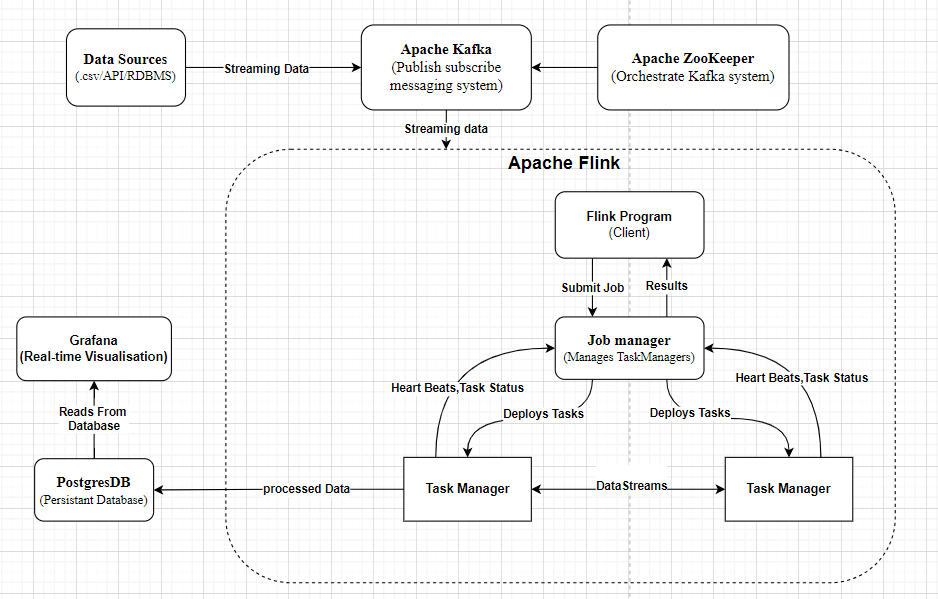 Data Sources
(.csv/API/RDBMS)
Streaming Data
Apache Kafka
(Publish subscribe
messaging system)
Apache ZooKeeper
(Orchestrate Kafka system)
Streaming data
Apache Flink
Flink Program
(Client)
Submit Job
Results
Job manager
(Manages TaskManagers)
Heart Beats,Task Status
Heart Beats,Task Status
Deploys Tasks
Deploys Tasks
Grafana
(Real-time Visualisation)
Reads From
Database
PostgresDB
(Persistant Database)
processed Data
Task Manager
DataStreams
Task Manager